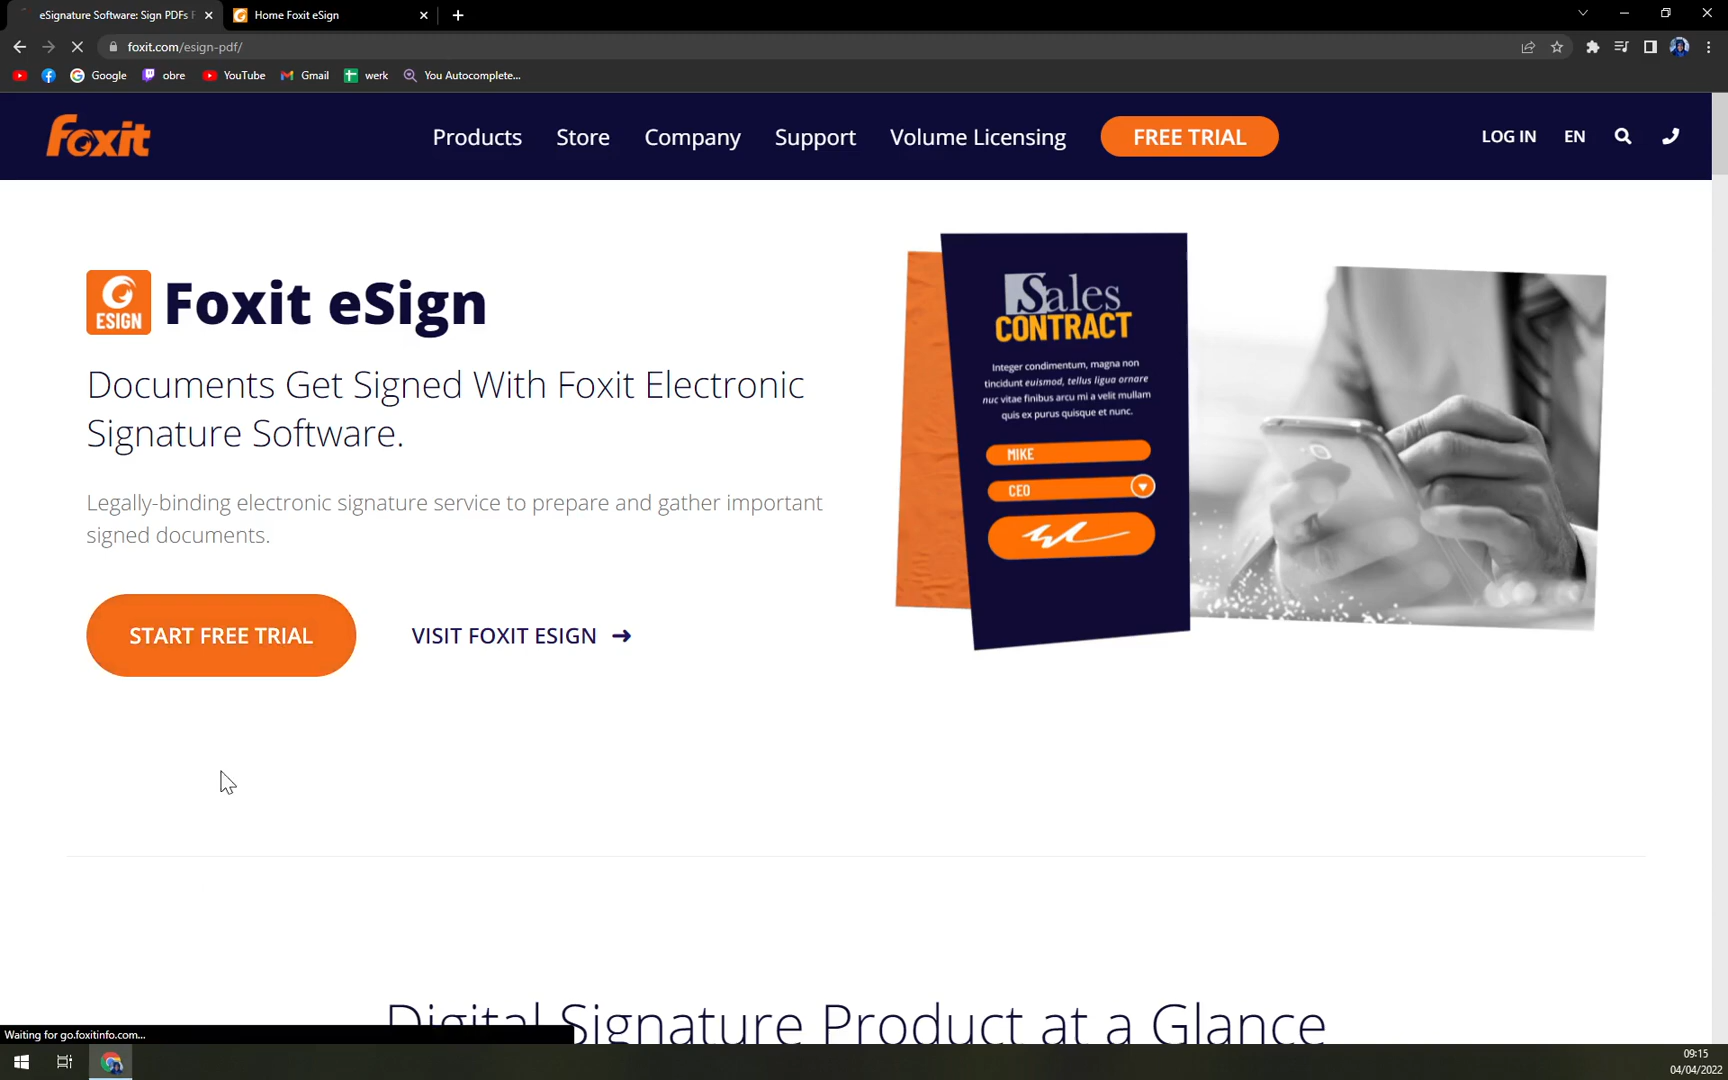 eSignature Software: Sign PDFs F
Home Foxit eSign
foxit.com/esign-pdf/
Google
obre
YouTube
Gmail
werk
You Autocomplete...
foxit
Products
Store
Company
Support
Volume Licensing
FREE TRIAL
LOG IN
EN
ESIGN
Foxit eSign
Documents Get Signed With Foxit Electronic
Signature Software.
Legally-binding electronic signature service to prepare and gather important
signed documents.
START FREE TRIAL
VISIT FOXIT ESIGN
Sales
CONTRACT
Integer condimentum, magna non
tincidunt euismod, tellus ligua ornare
nuc vitae finibus arcu mi a velit mullam
quis ex purus quisque et nunc.
MIKE
CEO
Digital Signature Product at a Glance
Waiting for go.foxitinfo.com...
09:15
04/04/2022